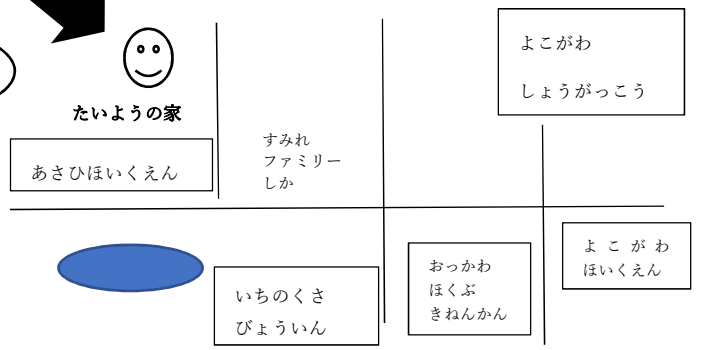 よこがわ
しょうがっこう
たいようの家
すみれ
ファミリー
しか
あさひほいくえん
よこがわ
ほいくえん
おっかわ
ほくぶ
きねんかん
いちのくさ
びょういん